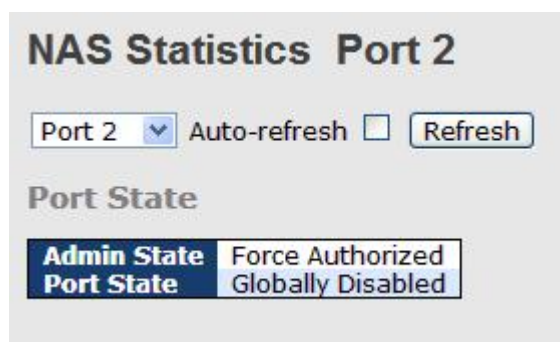 NAS Statistics Port 2
Port 2 Auto-refresh Refresh
Port State
Admin State Force Authorized
Port State Globally Disabled